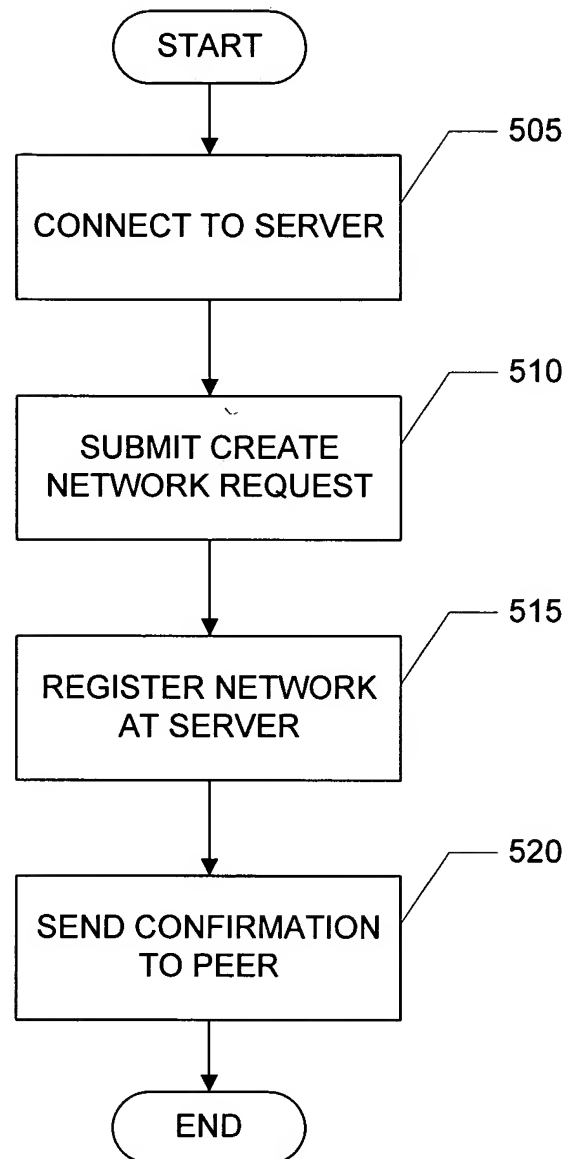 START
505
CONNECT TO SERVER
510
SUBMIT CREATE
NETWORK REQUEST
515
REGISTER NETWORK
AT SERVER
520
SEND CONFIRMATION
TO PEER
END